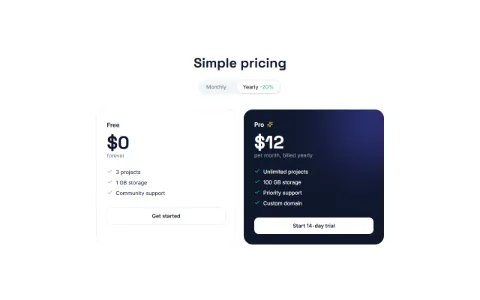 Simple pricing
Monthly
Yearly -20%
Free
$0
forever
3 projects
1 GB storage
Community support
Get started
Pro
$12
per month, billed yearly
Unlimited projects
100 GB storage
Priority support
Custom domain
Start 14-day trial